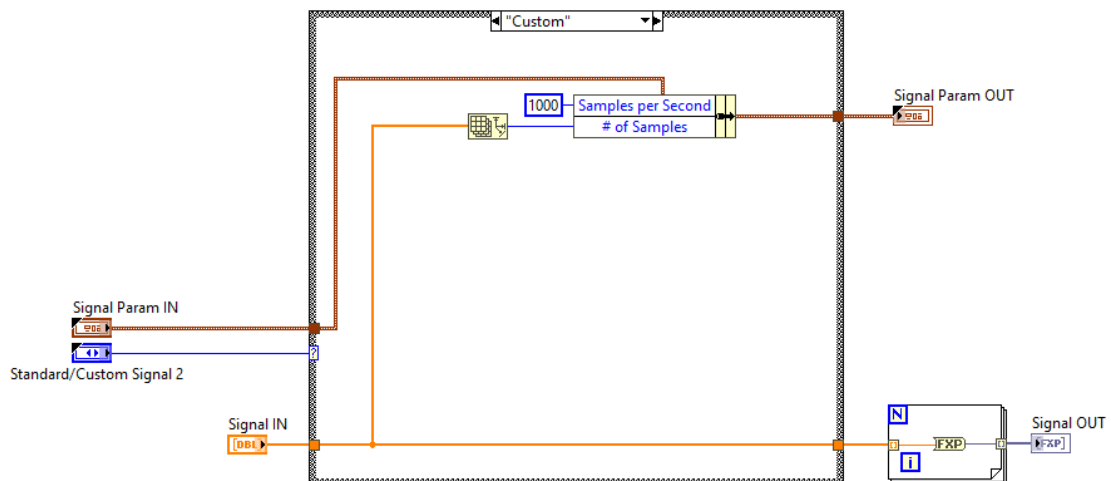 "Custom"
1000
Samples per Second
# of Samples
Signal Param OUT
Signal Param IN
?
Standard/Custom Signal 2
Signal IN
[DBL
N
FXP
i
Signal OUT
FXP]